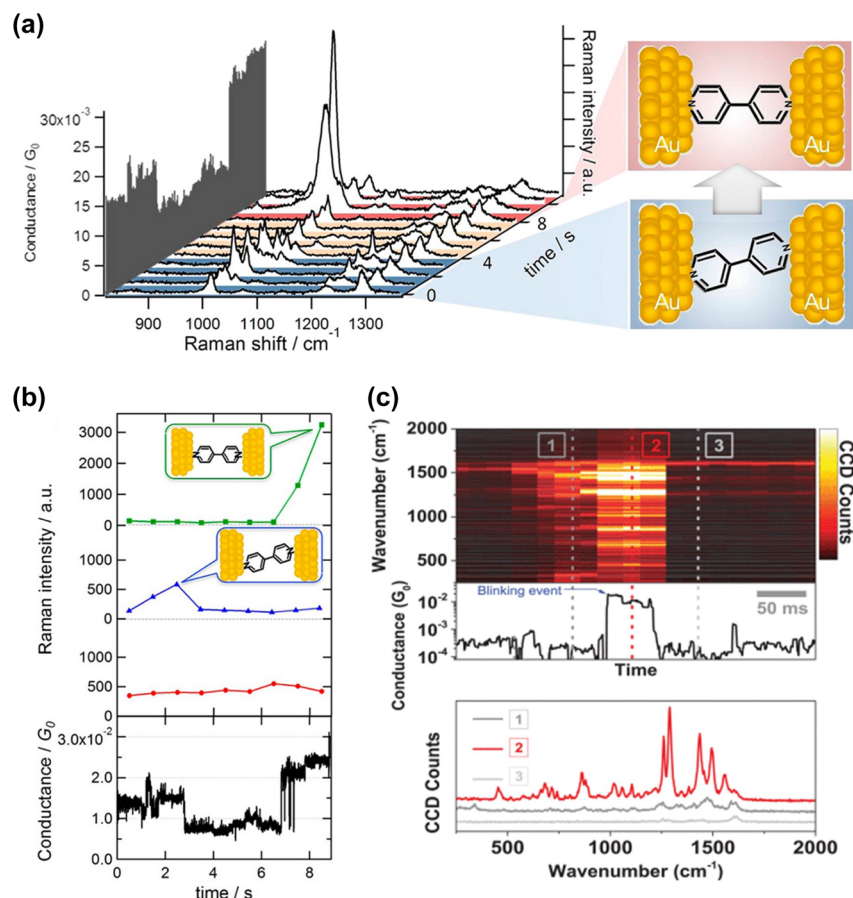 (a)
Conductance / G₀
30x10⁻³
25
20
15
10
5
0
900
1000
1100
1200
1300
Raman shift / cm⁻¹
0
4
8
time / s
Raman intensity / a.u.
N
N
Au
Au
N
N
Au
Au
(b)
Raman intensity / a.u.
3000
2000
1000
0
1000
500
0
1000
500
0
Conductance / G₀
3.0x10⁻²
2.0
1.0
0.0
0
2
4
6
8
time / s
(c)
Wavenumber (cm⁻¹)
2000
1500
1000
500
1
2
3
CCD Counts
Conductance (G₀)
10⁻²
10⁻³
10⁻⁴
Blinking event
50 ms
Time
CCD Counts
1
2
3
500
1000
1500
2000
Wavenumber (cm⁻¹)